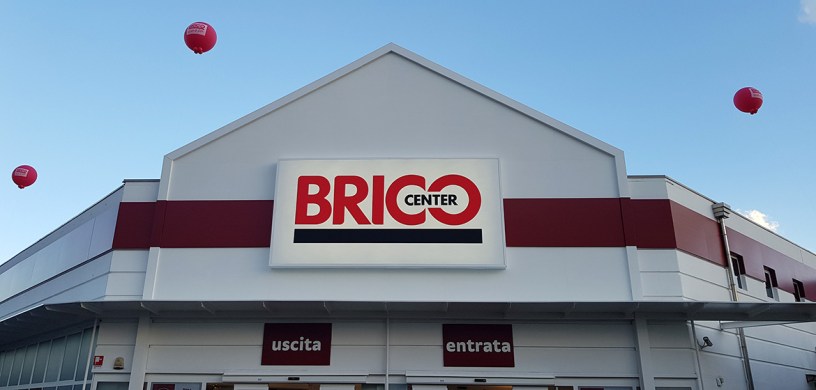 BRICO
CENTER
uscita
entrata